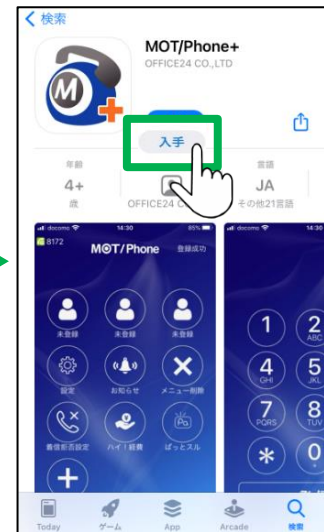 検索
MOT/Phone+
OFFICE24 CO.,LTD
M
入手
年齢
4+
歳
OFFICE24 C
言語
JA
その他21言語
docomo 14:30 85%
8172 MOT/Phone 登録成功
未登録 未登録 未登録
設定 お知らせ メニュー削除
着信拒否設定 ハイ！経費 ぱっとスル
docomo 14:30
1 2 ABC
4 GHI 5 JKL
7 PQRS 8 TUV
* 0
Today ゲーム App Arcade 検索